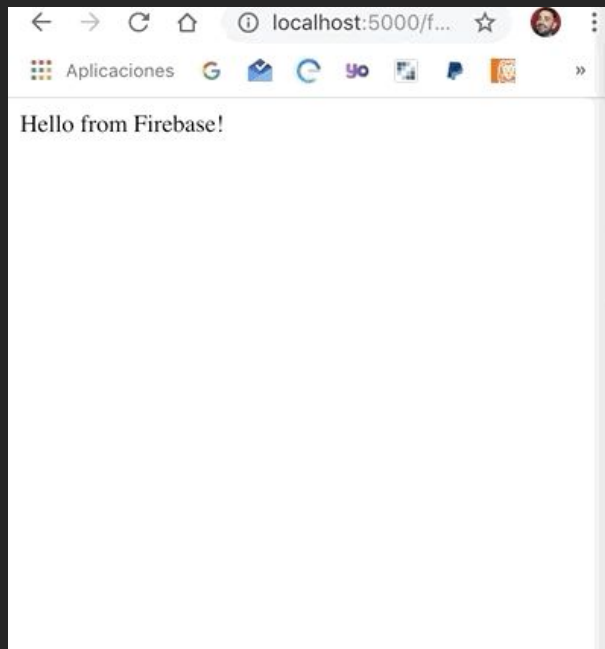 localhost:5000/f...
Aplicaciones G yo »
Hello from Firebase!